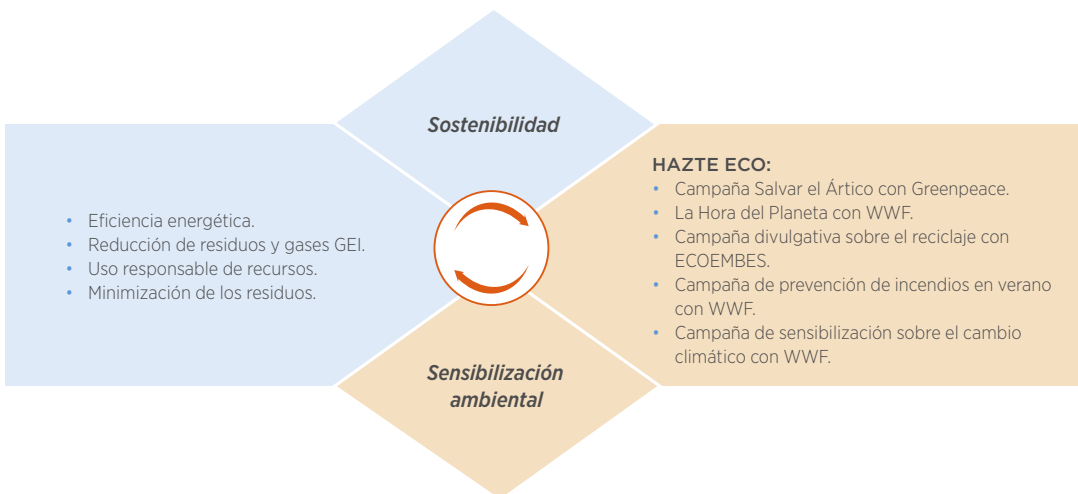 Sostenibilidad
• Eficiencia energética.
• Reducción de residuos y gases GEI.
• Uso responsable de recursos.
• Minimización de los residuos.
HAZTE ECO:
• Campaña Salvar el Ártico con Greenpeace.
• La Hora del Planeta con WWF.
• Campaña divulgativa sobre el reciclaje con
ECOEMBES.
• Campaña de prevención de incendios en verano
con WWF.
• Campaña de sensibilización sobre el cambio
climático con WWF.
Sensibilización
ambiental